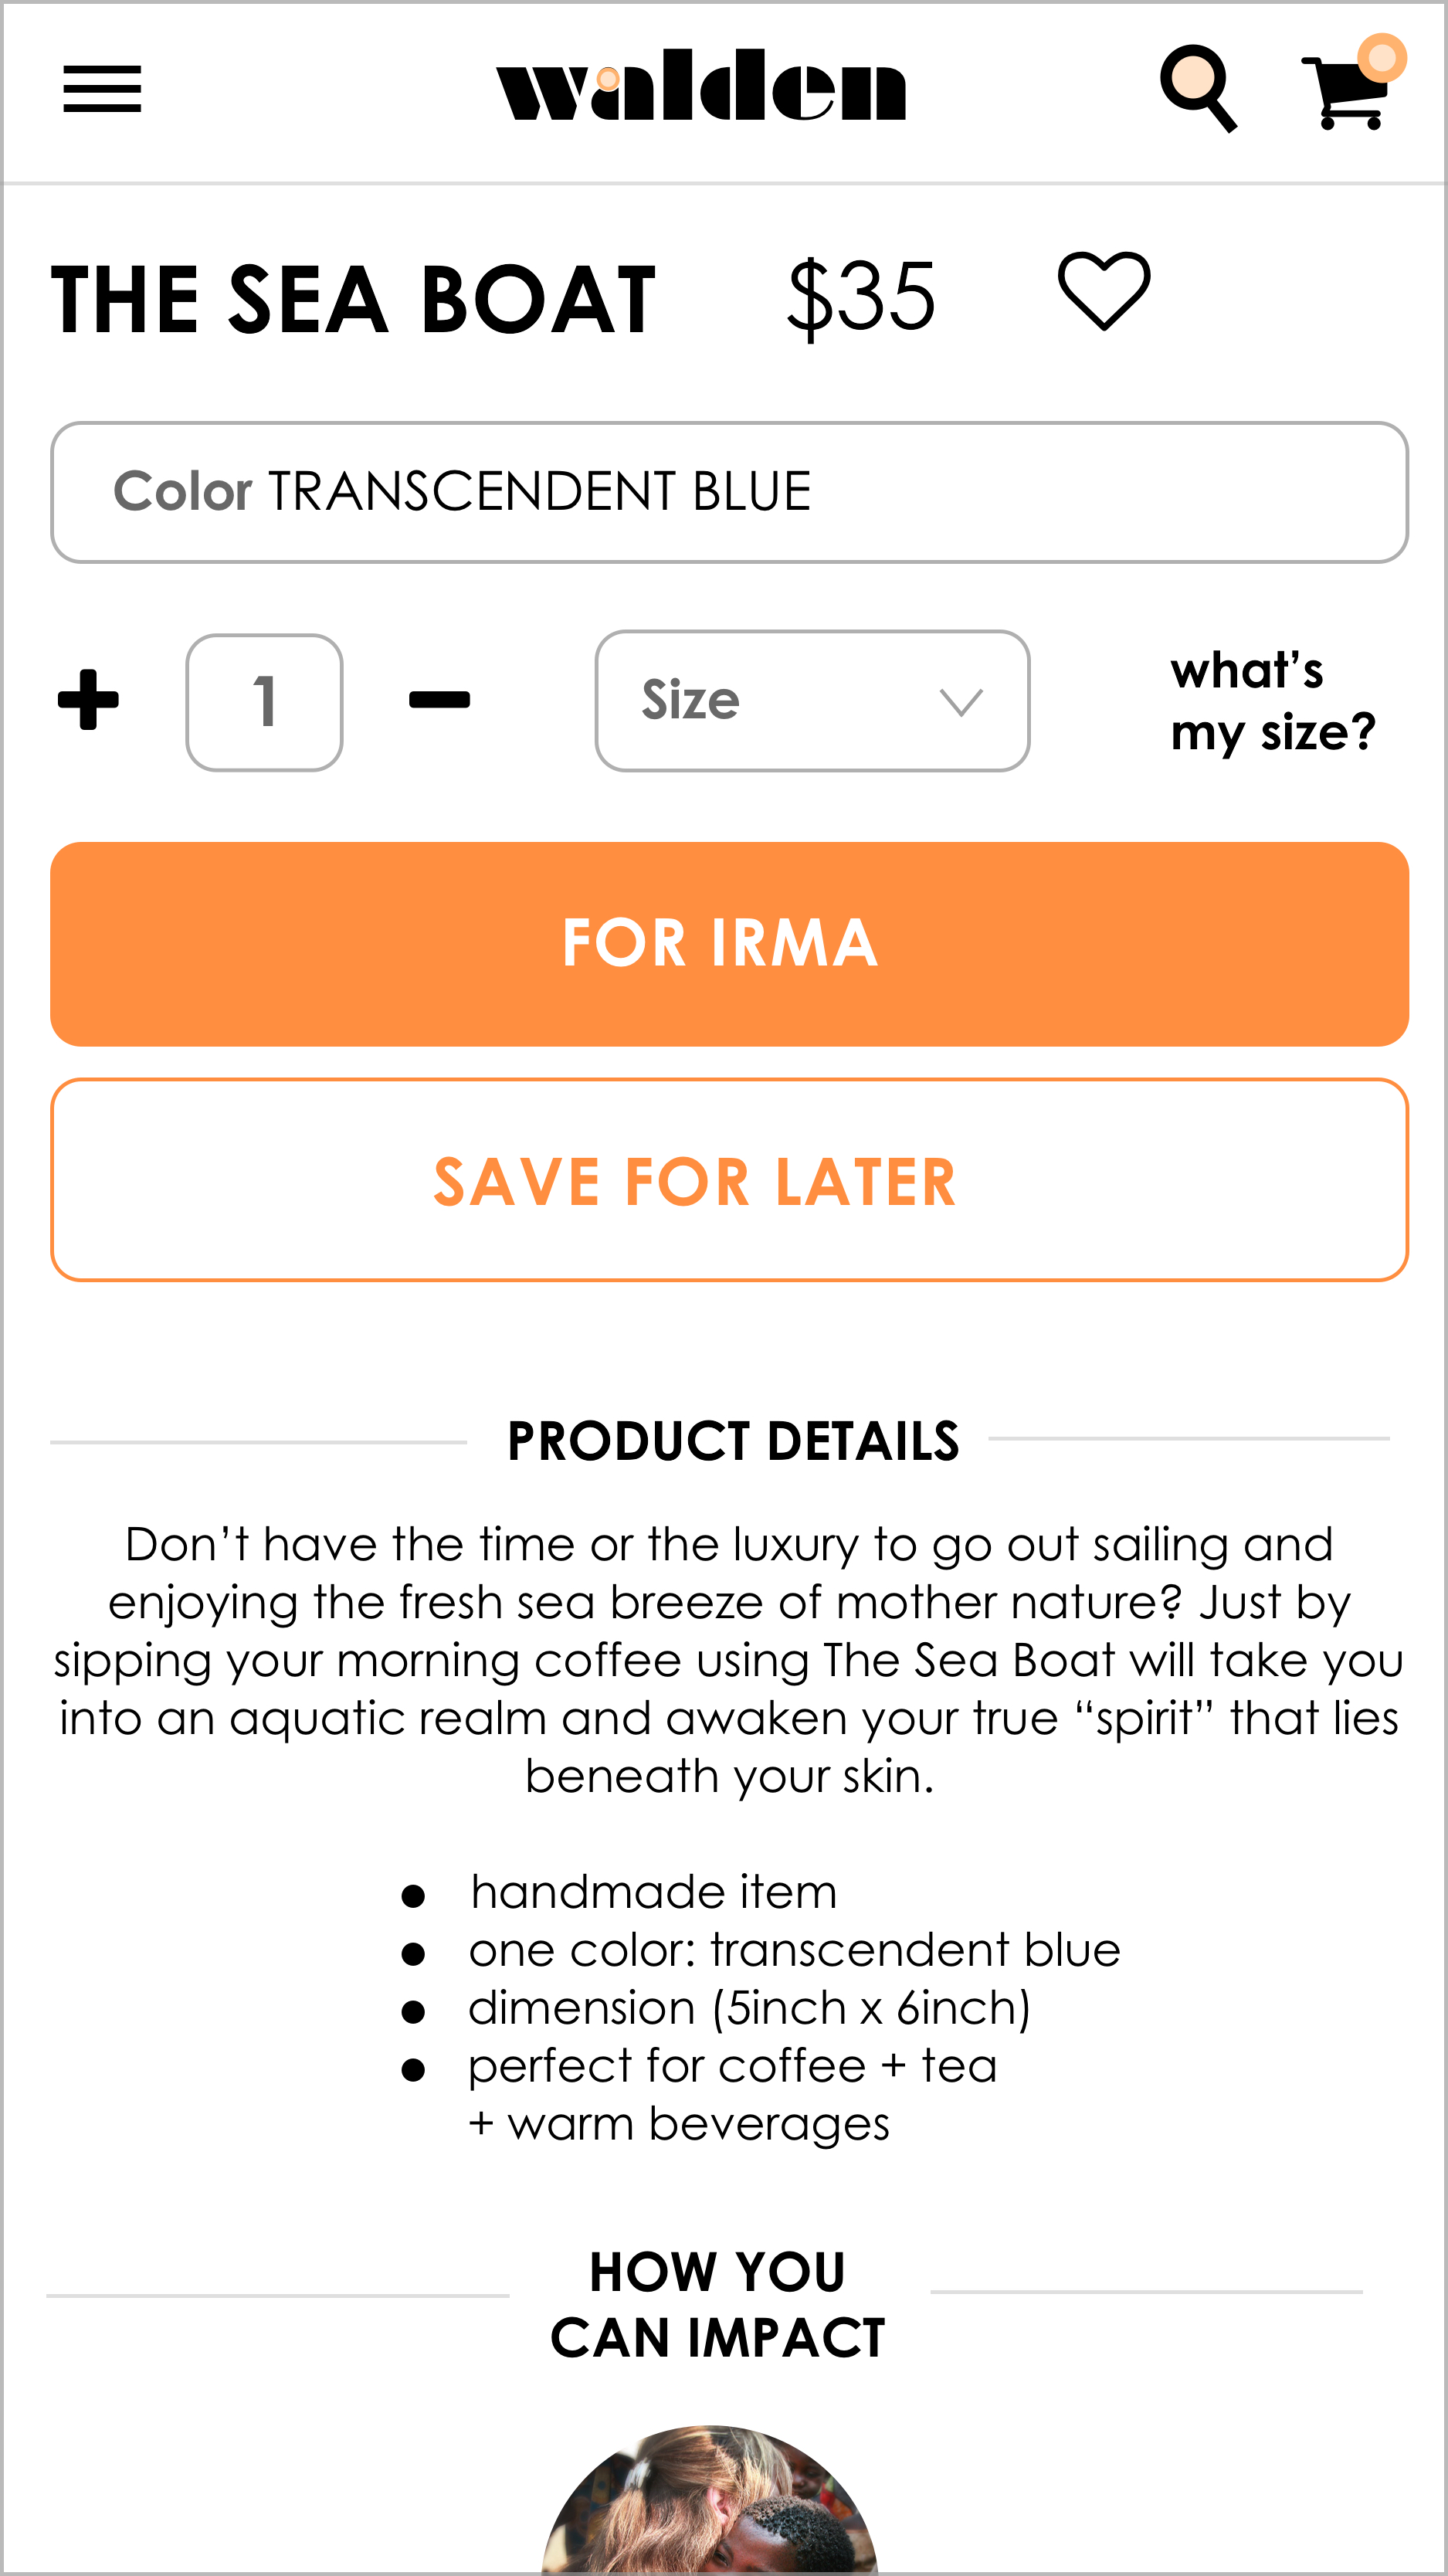 walden
THE SEA BOAT $35
Color TRANSCENDENT BLUE
1 Size what’s
my size?
FOR IRMA
SAVE FOR LATER
PRODUCT DETAILS
Don’t have the time or the luxury to go out sailing and
enjoying the fresh sea breeze of mother nature? Just by
sipping your morning coffee using The Sea Boat will take you
into an aquatic realm and awaken your true “spirit” that lies
beneath your skin.
● handmade item
● one color: transcendent blue
● dimension (5inch x 6inch)
● perfect for coffee + tea
+ warm beverages
HOW YOU
CAN IMPACT